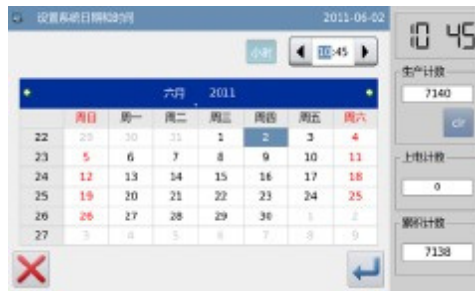 设置系统日期和时间 2011-06-02
小时 10:45
六月 2011
周日 周一 周二 周三 周四 周五 周六
22 29 30 31 1 2 3 4
23 5 6 7 8 9 10 11
24 12 13 14 15 16 17 18
25 19 20 21 22 23 24 25
26 26 27 28 29 30 1 2
27 3 4 5 6 7 8 9
10 45
生产计数
7140
clr
上电计数
0
累积计数
7138